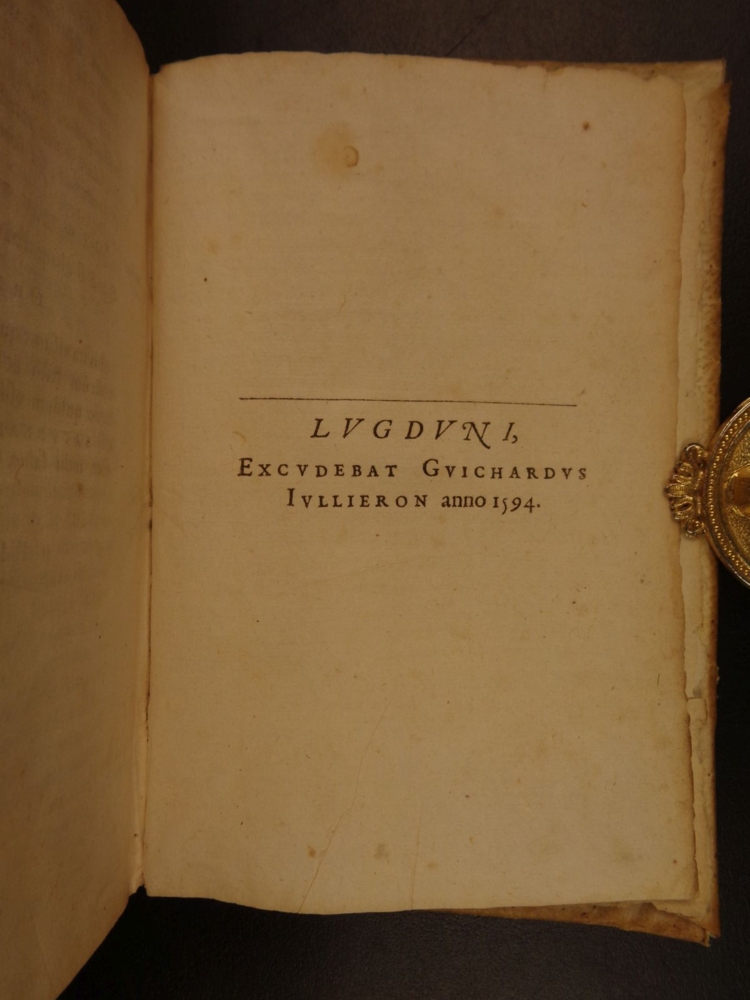 LVGDVNI,
EXCVDEBAT GVICHARDVS
IVLLIERON anno 1594.